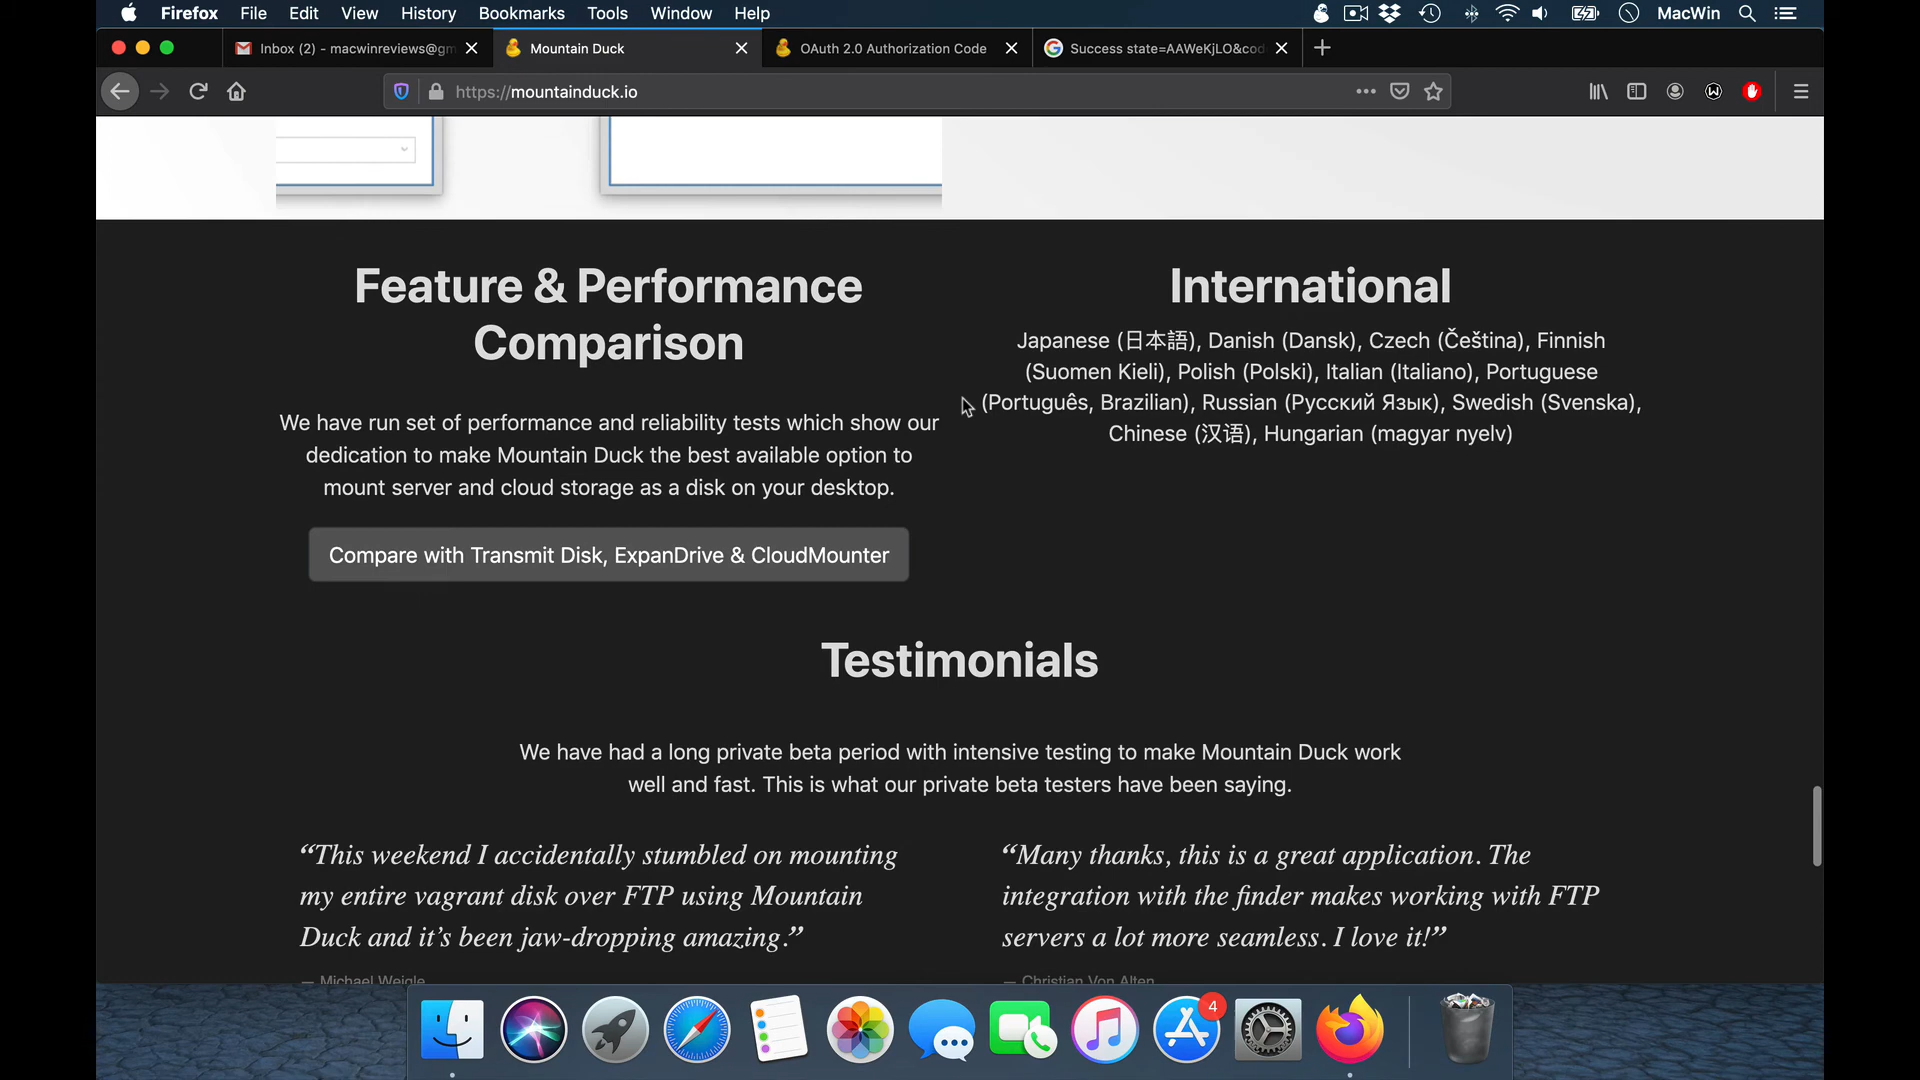 Firefox File Edit View History Bookmarks Tools Window Help MacWin
Inbox (2) - macwinreviews@gm
Mountain Duck
OAuth 2.0 Authorization Code
Success state=AAWeKjLO&cod
https://mountainduck.io
Feature & Performance
Comparison
We have run set of performance and reliability tests which show our
dedication to make Mountain Duck the best available option to
mount server and cloud storage as a disk on your desktop.
Compare with Transmit Disk, ExpanDrive & CloudMounter
International
Japanese (日本語), Danish (Dansk), Czech (Čeština), Finnish
(Suomen Kieli), Polish (Polski), Italian (Italiano), Portuguese
(Português, Brazilian), Russian (Русский Язык), Swedish (Svenska),
Chinese (汉语), Hungarian (magyar nyelv)
Testimonials
We have had a long private beta period with intensive testing to make Mountain Duck work
well and fast. This is what our private beta testers have been saying.
“This weekend I accidentally stumbled on mounting
my entire vagrant disk over FTP using Mountain
Duck and it’s been jaw-dropping amazing.”
— Michael Weigle
“Many thanks, this is a great application. The
integration with the finder makes working with FTP
servers a lot more seamless. I love it!”
— Christian Von Alten
4